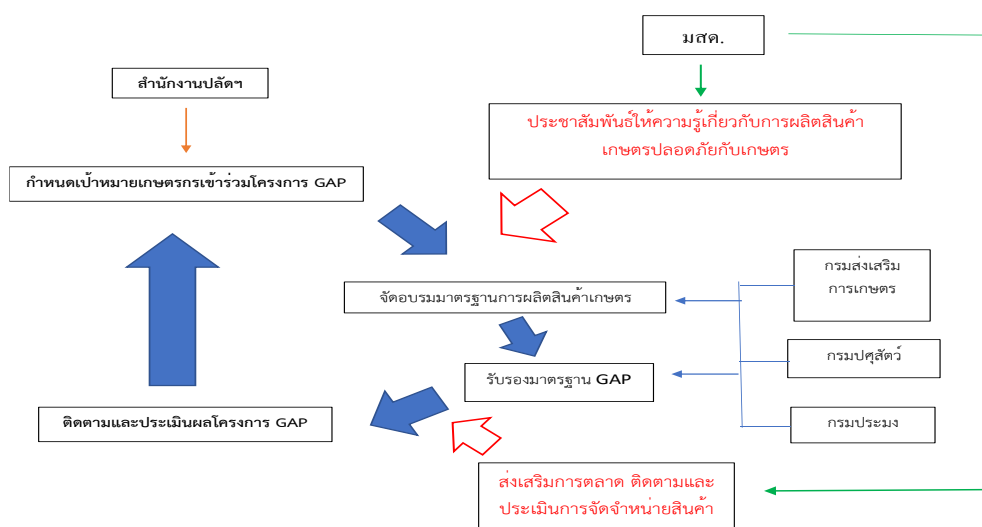 มสด.
สำนักงานปลัดฯ
ประชาสัมพันธ์ให้ความรู้เกี่ยวกับการผลิตสินค้า
เกษตรปลอดภัยกับเกษตร
กำหนดเป้าหมายเกษตรกรเข้าร่วมโครงการ GAP
กรมส่งเสริม
การเกษตร
จัดอบรมมาตรฐานการผลิตสินค้าเกษตร
กรมปศุสัตว์
รับรองมาตรฐาน GAP
ติดตามและประเมินผลโครงการ GAP
กรมประมง
ส่งเสริมการตลาด ติดตามและ
ประเมินการจัดจำหน่ายสินค้า